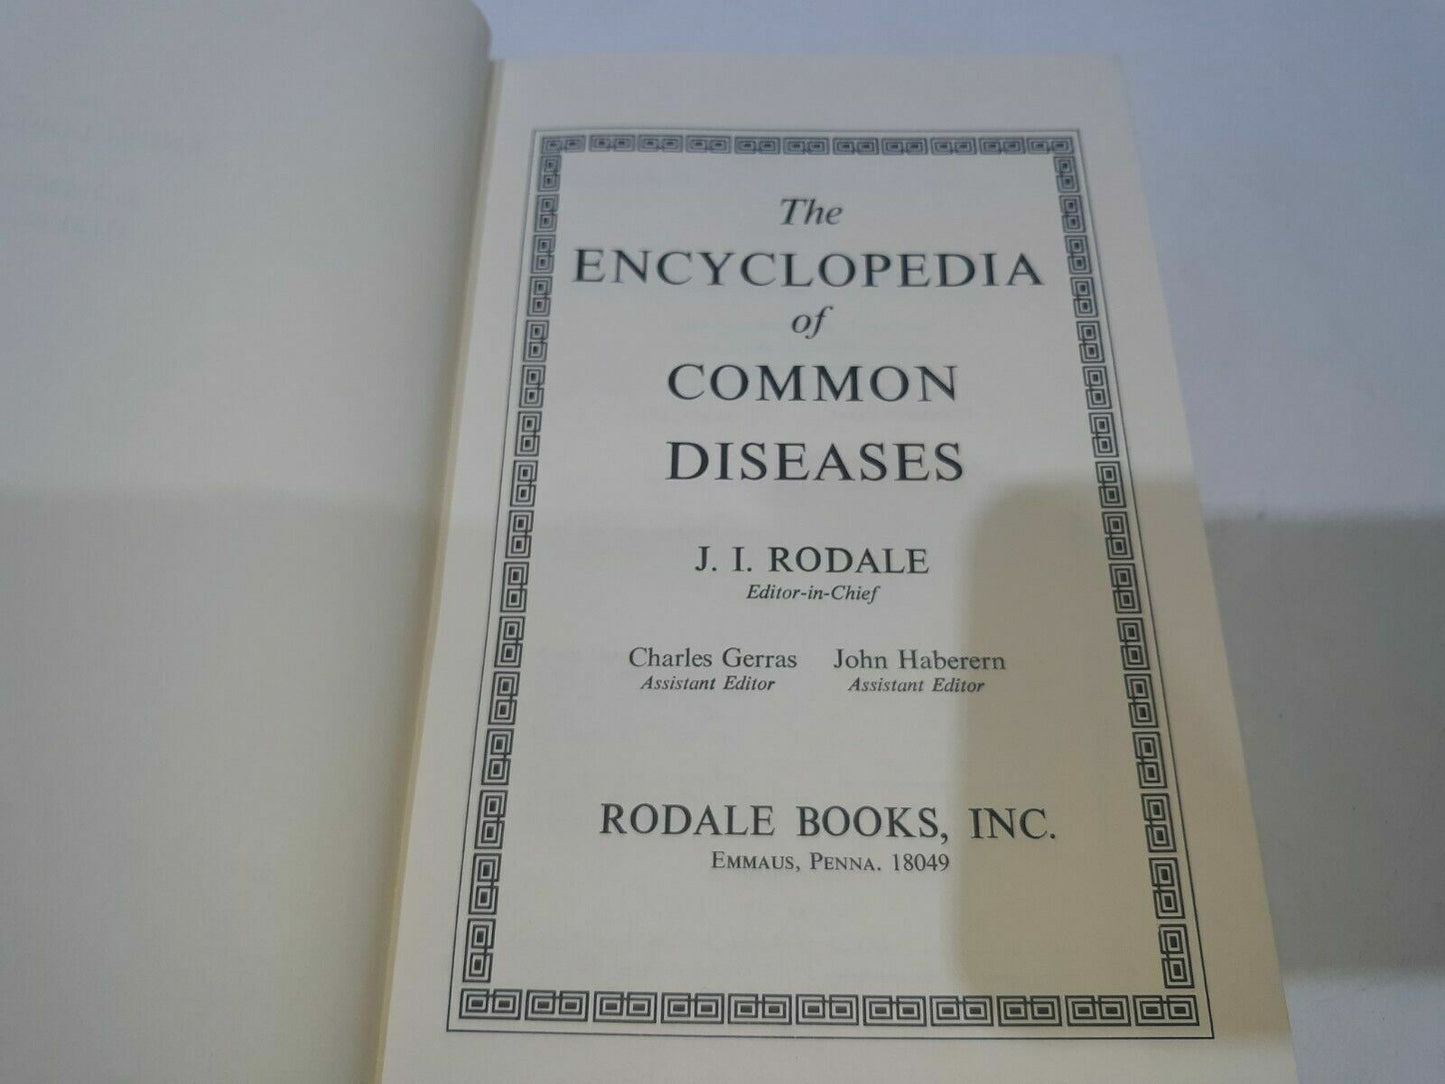 The
ENCYCLOPEDIA
of
COMMON
DISEASES
J. I. RODALE
Editor-in-Chief
Charles Gerras John Haberern
Assistant Editor Assistant Editor
RODALE BOOKS, INC.
EMMAUS, PENNA. 18049